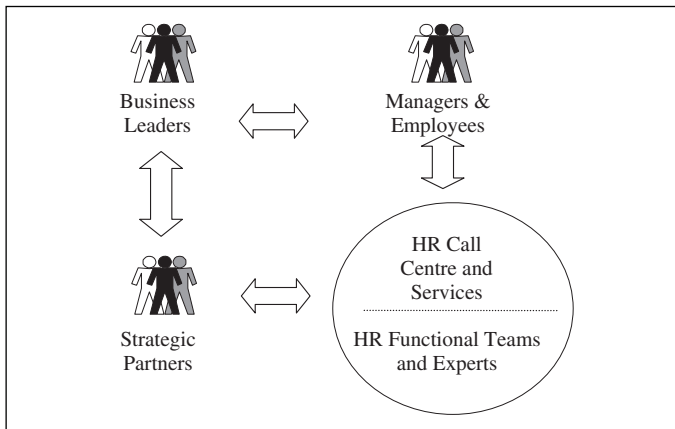 Business
Leaders
Managers &
Employees
HR Call
Centre and
Services
Strategic
Partners
HR Functional Teams
and Experts